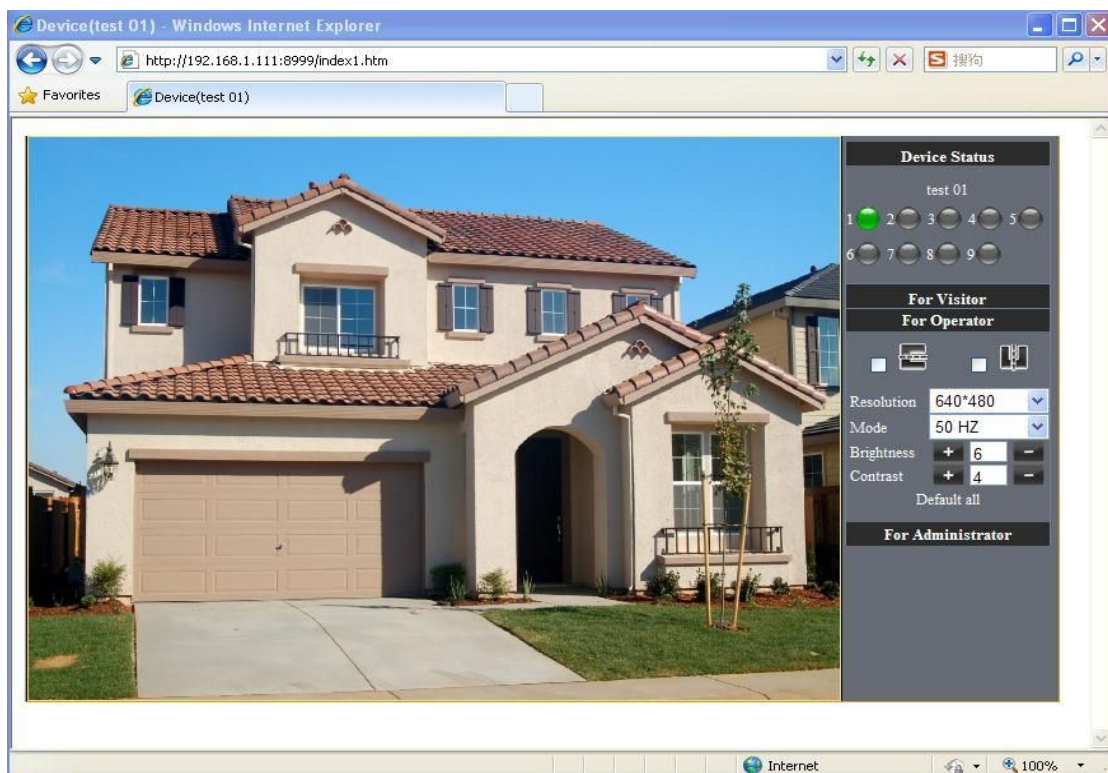 Device(test 01) - Windows Internet Explorer
http://192.168.1.111:8999/index1.htm
搜狗
Favorites
Device(test 01)
Device Status
test 01
1 2 3 4 5
6 7 8 9
For Visitor
For Operator
Resolution 640*480
Mode 50 HZ
Brightness + 6 -
Contrast + 4 -
Default all
For Administrator
Internet
100%